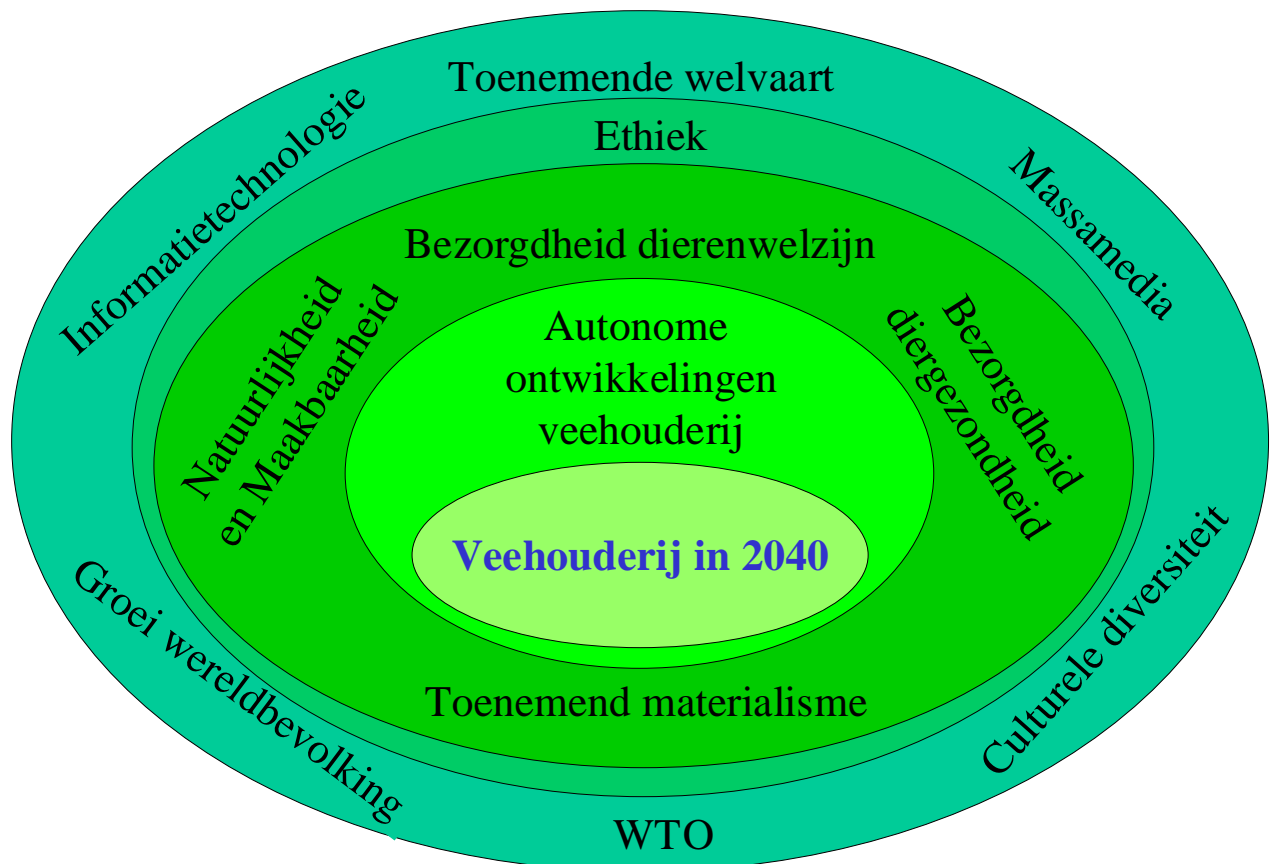 Toenemende welvaart
Informatietechnologie
Massamedia
Ethiek
Bezorgdheid dierenwelzijn
Natuurlijkheid
en Maakbaarheid
Bezorgdheid
diergezondheid
Autonome
ontwikkelingen
veehouderij
Veehouderij in 2040
Toenemend materialisme
Groei wereldbevolking
Culturele diversiteit
WTO